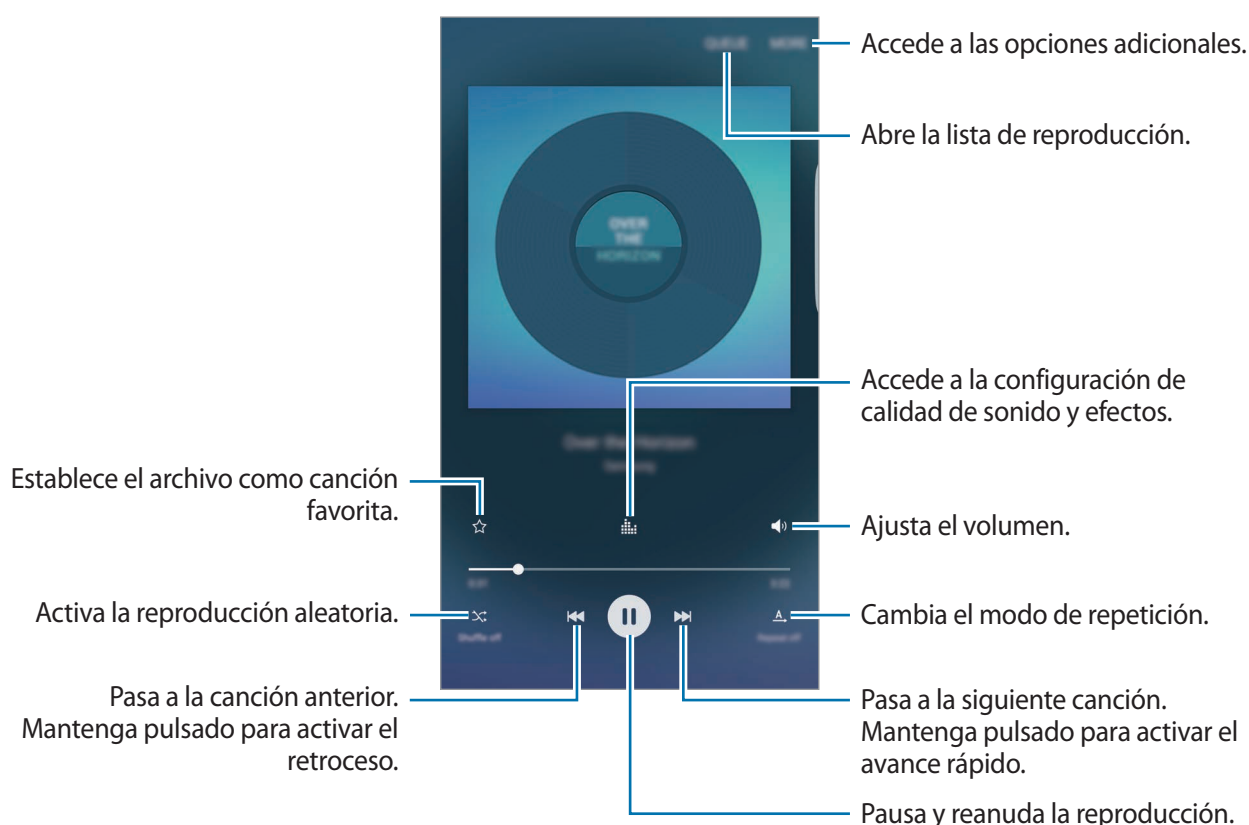 QUEUE MORE
Accede a las opciones adicionales.
Abre la lista de reproducción.
OVER
THE
HORIZON
Accede a la configuración de
calidad de sonido y efectos.
Over the Horizon
Samsung
Establece el archivo como canción
favorita.
Ajusta el volumen.
Activa la reproducción aleatoria.
Cambia el modo de repetición.
Shuffle off
Repeat off
Pasa a la canción anterior.
Mantenga pulsado para activar el
retroceso.
Pasa a la siguiente canción.
Mantenga pulsado para activar el
avance rápido.
Pausa y reanuda la reproducción.